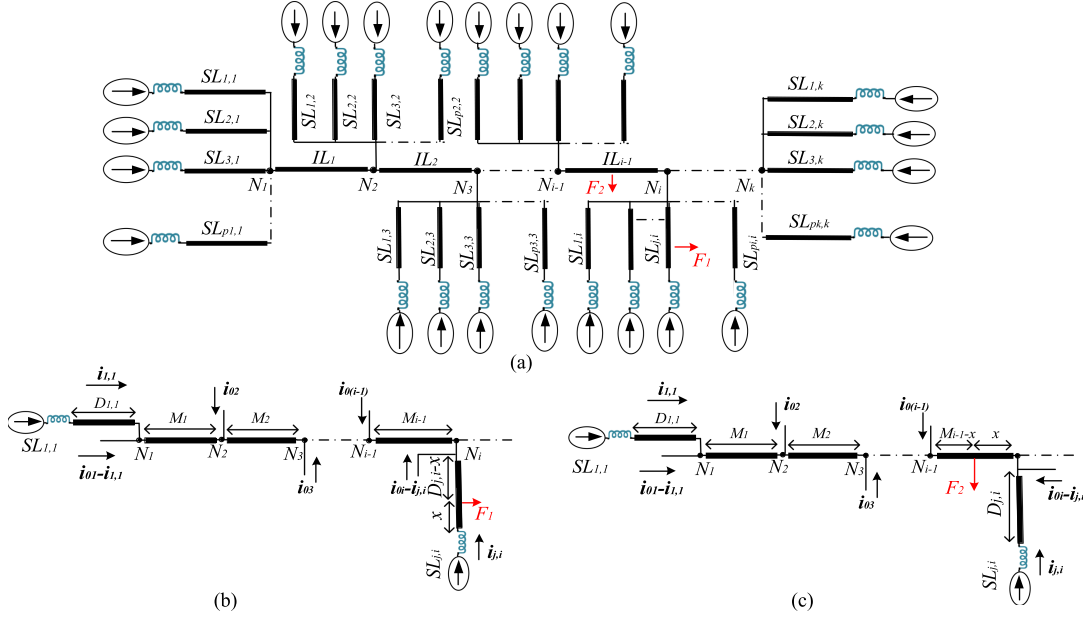 SL1,1
SL2,1
SL3,1
SLp1,1
SL1,2
SL2,2
SL3,2
SLp2,2
SL1,k
SL2,k
SL3,k
SLpk,k
IL1
IL2
ILi-1
N1
N2
N3
Ni-1
Ni
Nk
F2
SL1,3
SL2,3
SL3,3
SLp3,3
SL1,i
SLj,i
SLpi,i
F1
(a)
i1,1
D1,1
SL1,1
i01-i1,1
N1
M1
i02
N2
M2
N3
i03
i0(i-1)
Ni-1
Mi-1
Ni
i0i-ij,i
Dj,i-x
x
F1
SLj,i
ij,i
(b)
i1,1
D1,1
SL1,1
i01-i1,1
N1
M1
i02
N2
M2
N3
i03
i0(i-1)
Ni-1
Mi-1-x
x
Ni
F2
i0i-ij,i
Dj,i
SLj,i
ij,i
(c)